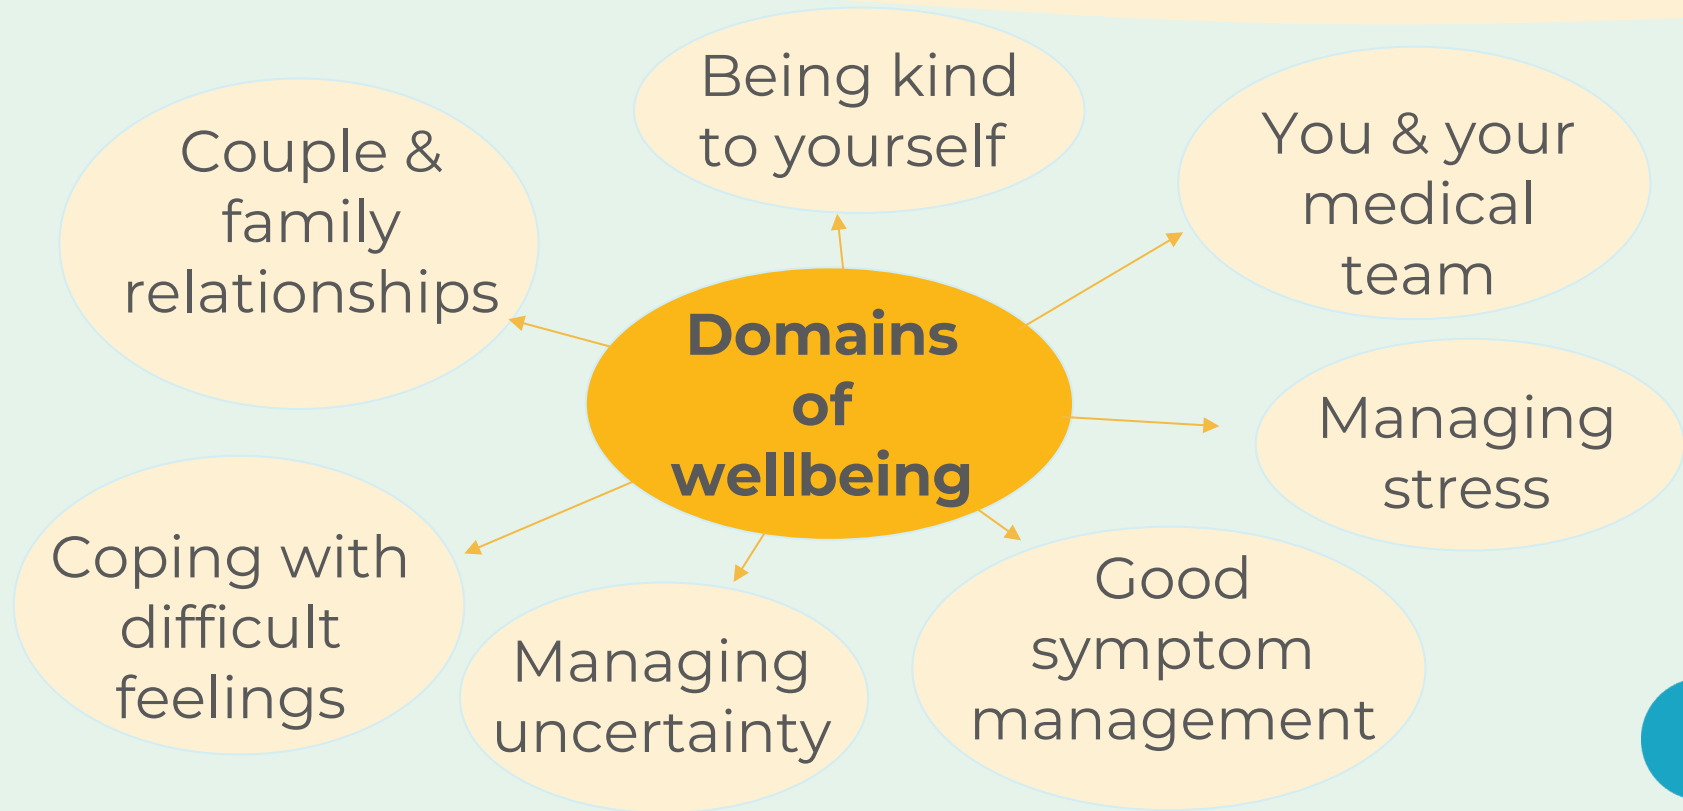 Being kind
to yourself
You & your
medical
team
Managing
stress
Good
symptom
management
Managing
uncertainty
Coping with
difficult
feelings
Couple &
family
relationships
Domains
of
wellbeing